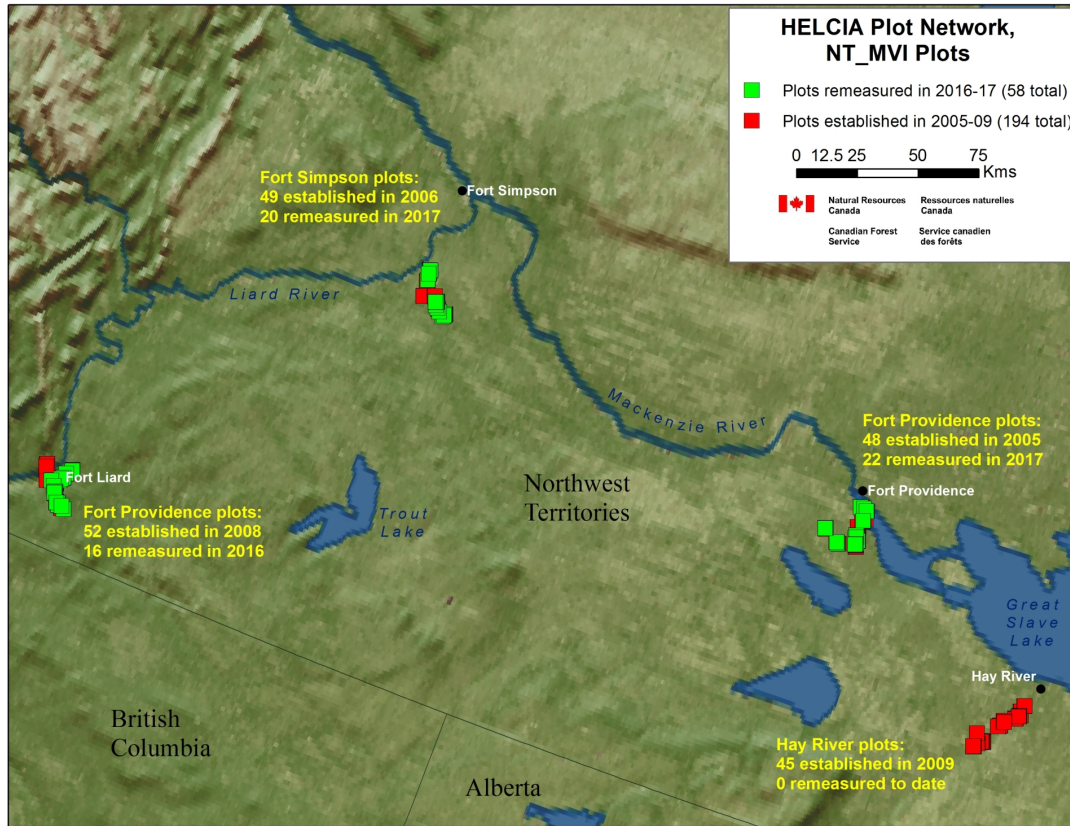 HELCIA Plot Network,
NT_MVI Plots
Plots remeasured in 2016-17 (58 total)
Plots established in 2005-09 (194 total)
0 12.5 25 50 75
Kms
Natural Resources Canada
Ressources naturelles Canada
Canadian Forest Service
Service canadien des forêts
Fort Simpson plots:
49 established in 2006
20 remeasured in 2017
Fort Simpson
Liard River
Mackenzie River
Fort Providence plots:
48 established in 2005
22 remeasured in 2017
Fort Providence
Fort Liard
Fort Providence plots:
52 established in 2008
16 remeasured in 2016
Trout
Lake
Northwest
Territories
Great
Slave
Lake
Hay River
British
Columbia
Alberta
Hay River plots:
45 established in 2009
0 remeasured to date